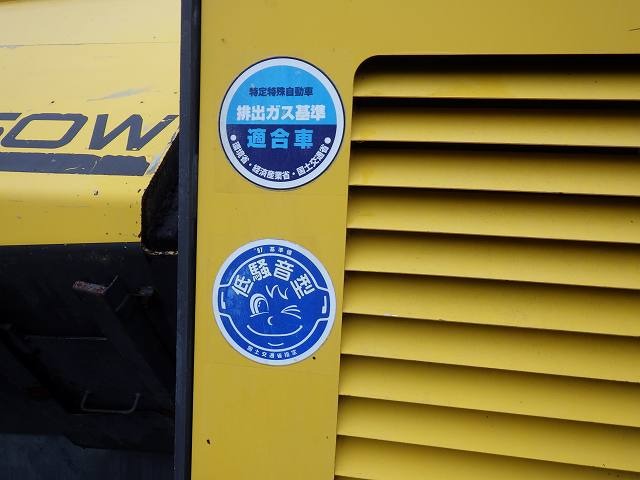 50W
特定特殊自動車
排出ガス基準
適合車
●環境省・経済産業省・国土交通省●
'97 基準値
低騒音型
国土交通省指定